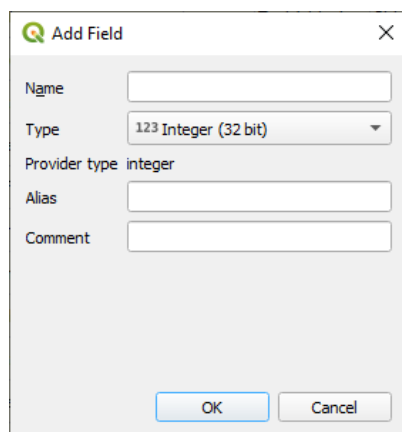 Add Field
Name
Type 123 Integer (32 bit)
Provider type integer
Alias
Comment
OK Cancel